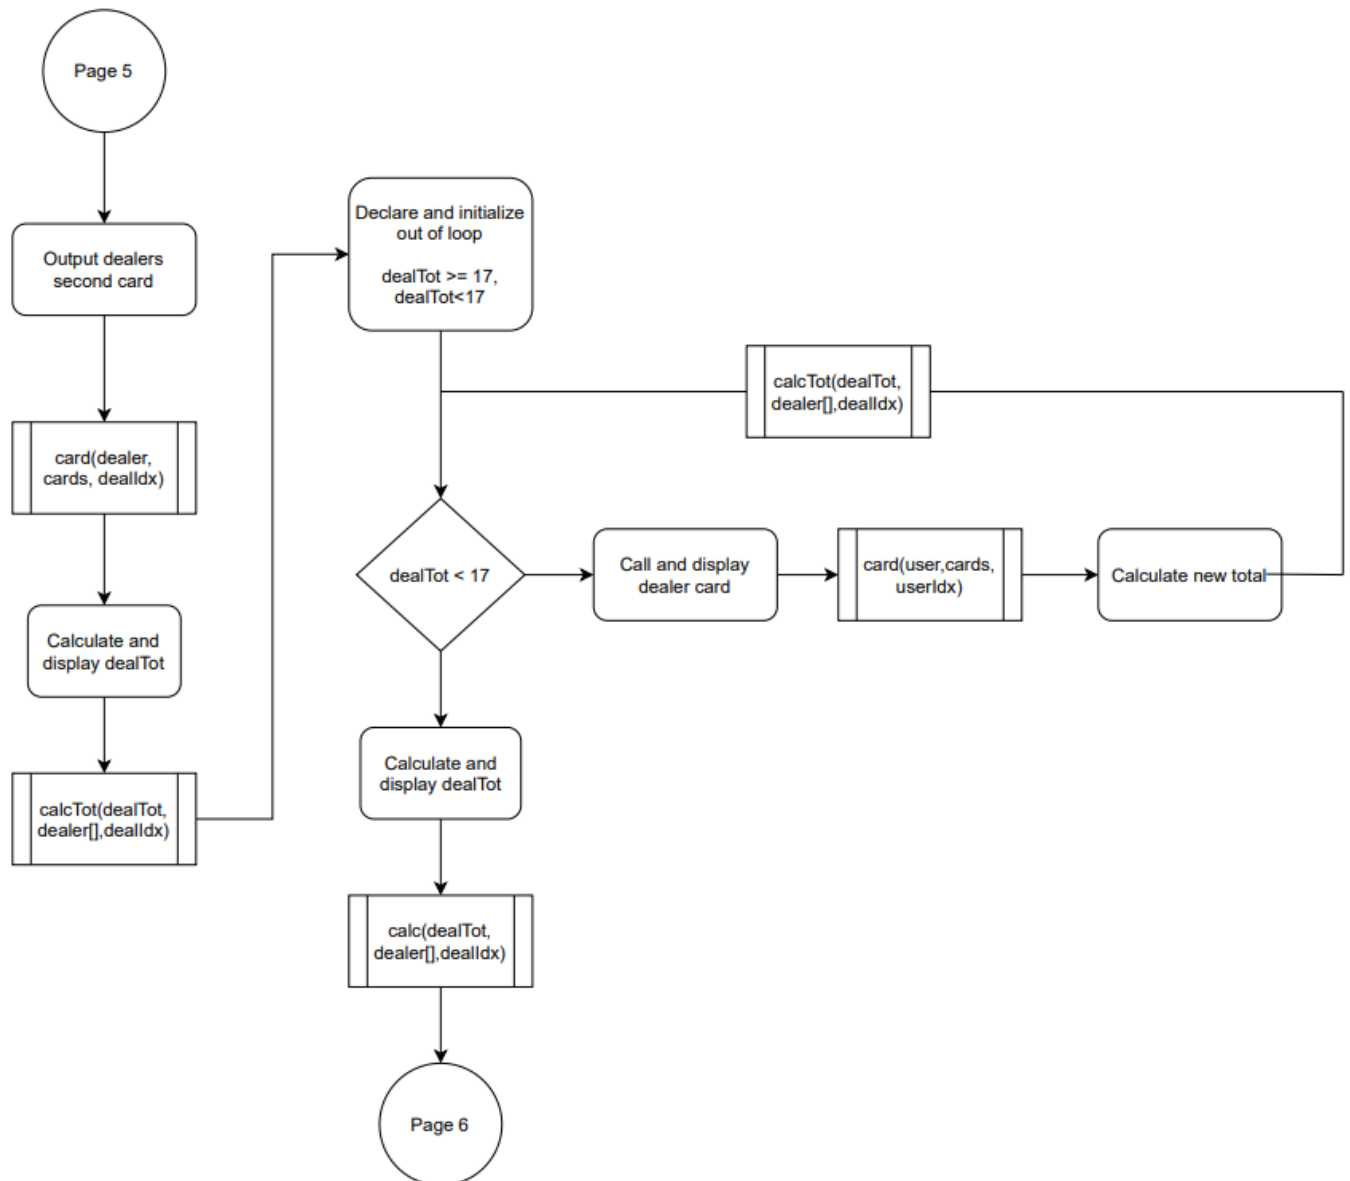 Page 5
Output dealers
second card
card(dealer,
cards, dealIdx)
Calculate and
display dealTot
calcTot(dealTot,
dealer[],dealIdx)
Declare and initialize
out of loop
dealTot >= 17,
dealTot<17
calcTot(dealTot,
dealer[],dealIdx)
dealTot < 17
Call and display
dealer card
card(user,cards,
userIdx)
Calculate new total
Calculate and
display dealTot
calc(dealTot,
dealer[],dealIdx)
Page 6